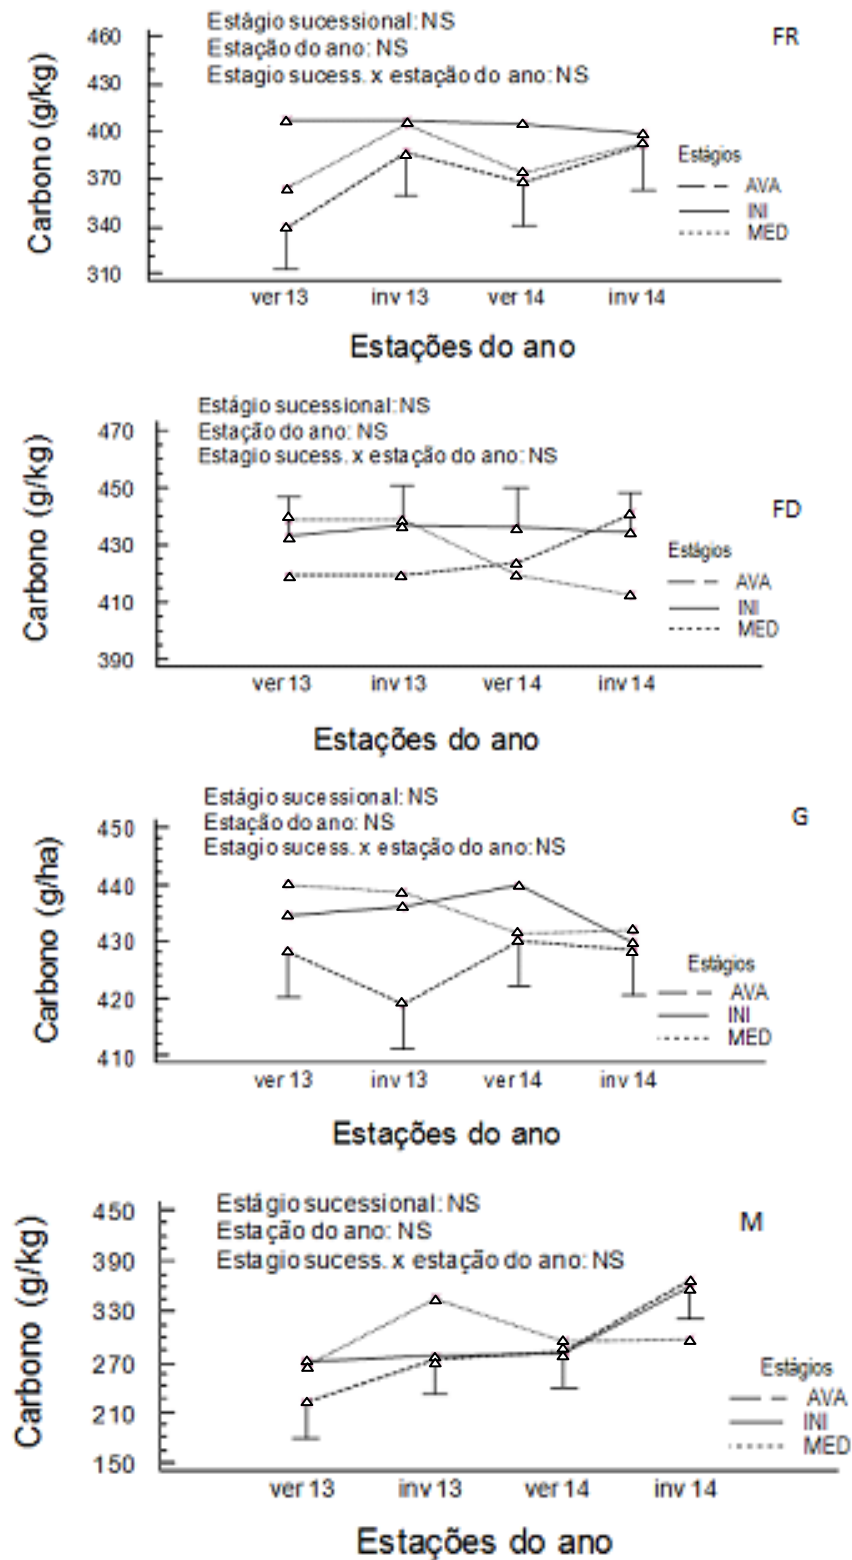 Estágio sucessional: NS
Estação do ano: NS
Estagio sucess. x estação do ano: NS
FR
Carbono (g/kg)
460
430
400
370
340
310
Estágios
AVA
INI
MED
ver 13 inv 13 ver 14 inv 14
Estações do ano
Estágio sucessional: NS
Estação do ano: NS
Estagio sucess. x estação do ano: NS
FD
Carbono (g/kg)
470
450
430
410
390
Estágios
AVA
INI
MED
ver 13 inv 13 ver 14 inv 14
Estações do ano
Estágio sucessional: NS
Estação do ano: NS
Estagio sucess. x estação do ano: NS
G
Carbono (g/ha)
450
440
430
420
410
Estágios
AVA
INI
MED
ver 13 inv 13 ver 14 inv 14
Estações do ano
Estágio sucessional: NS
Estação do ano: NS
Estagio sucess. x estação do ano: NS
M
Carbono (g/kg)
450
390
330
270
210
150
Estágios
AVA
INI
MED
ver 13 inv 13 ver 14 inv 14
Estações do ano